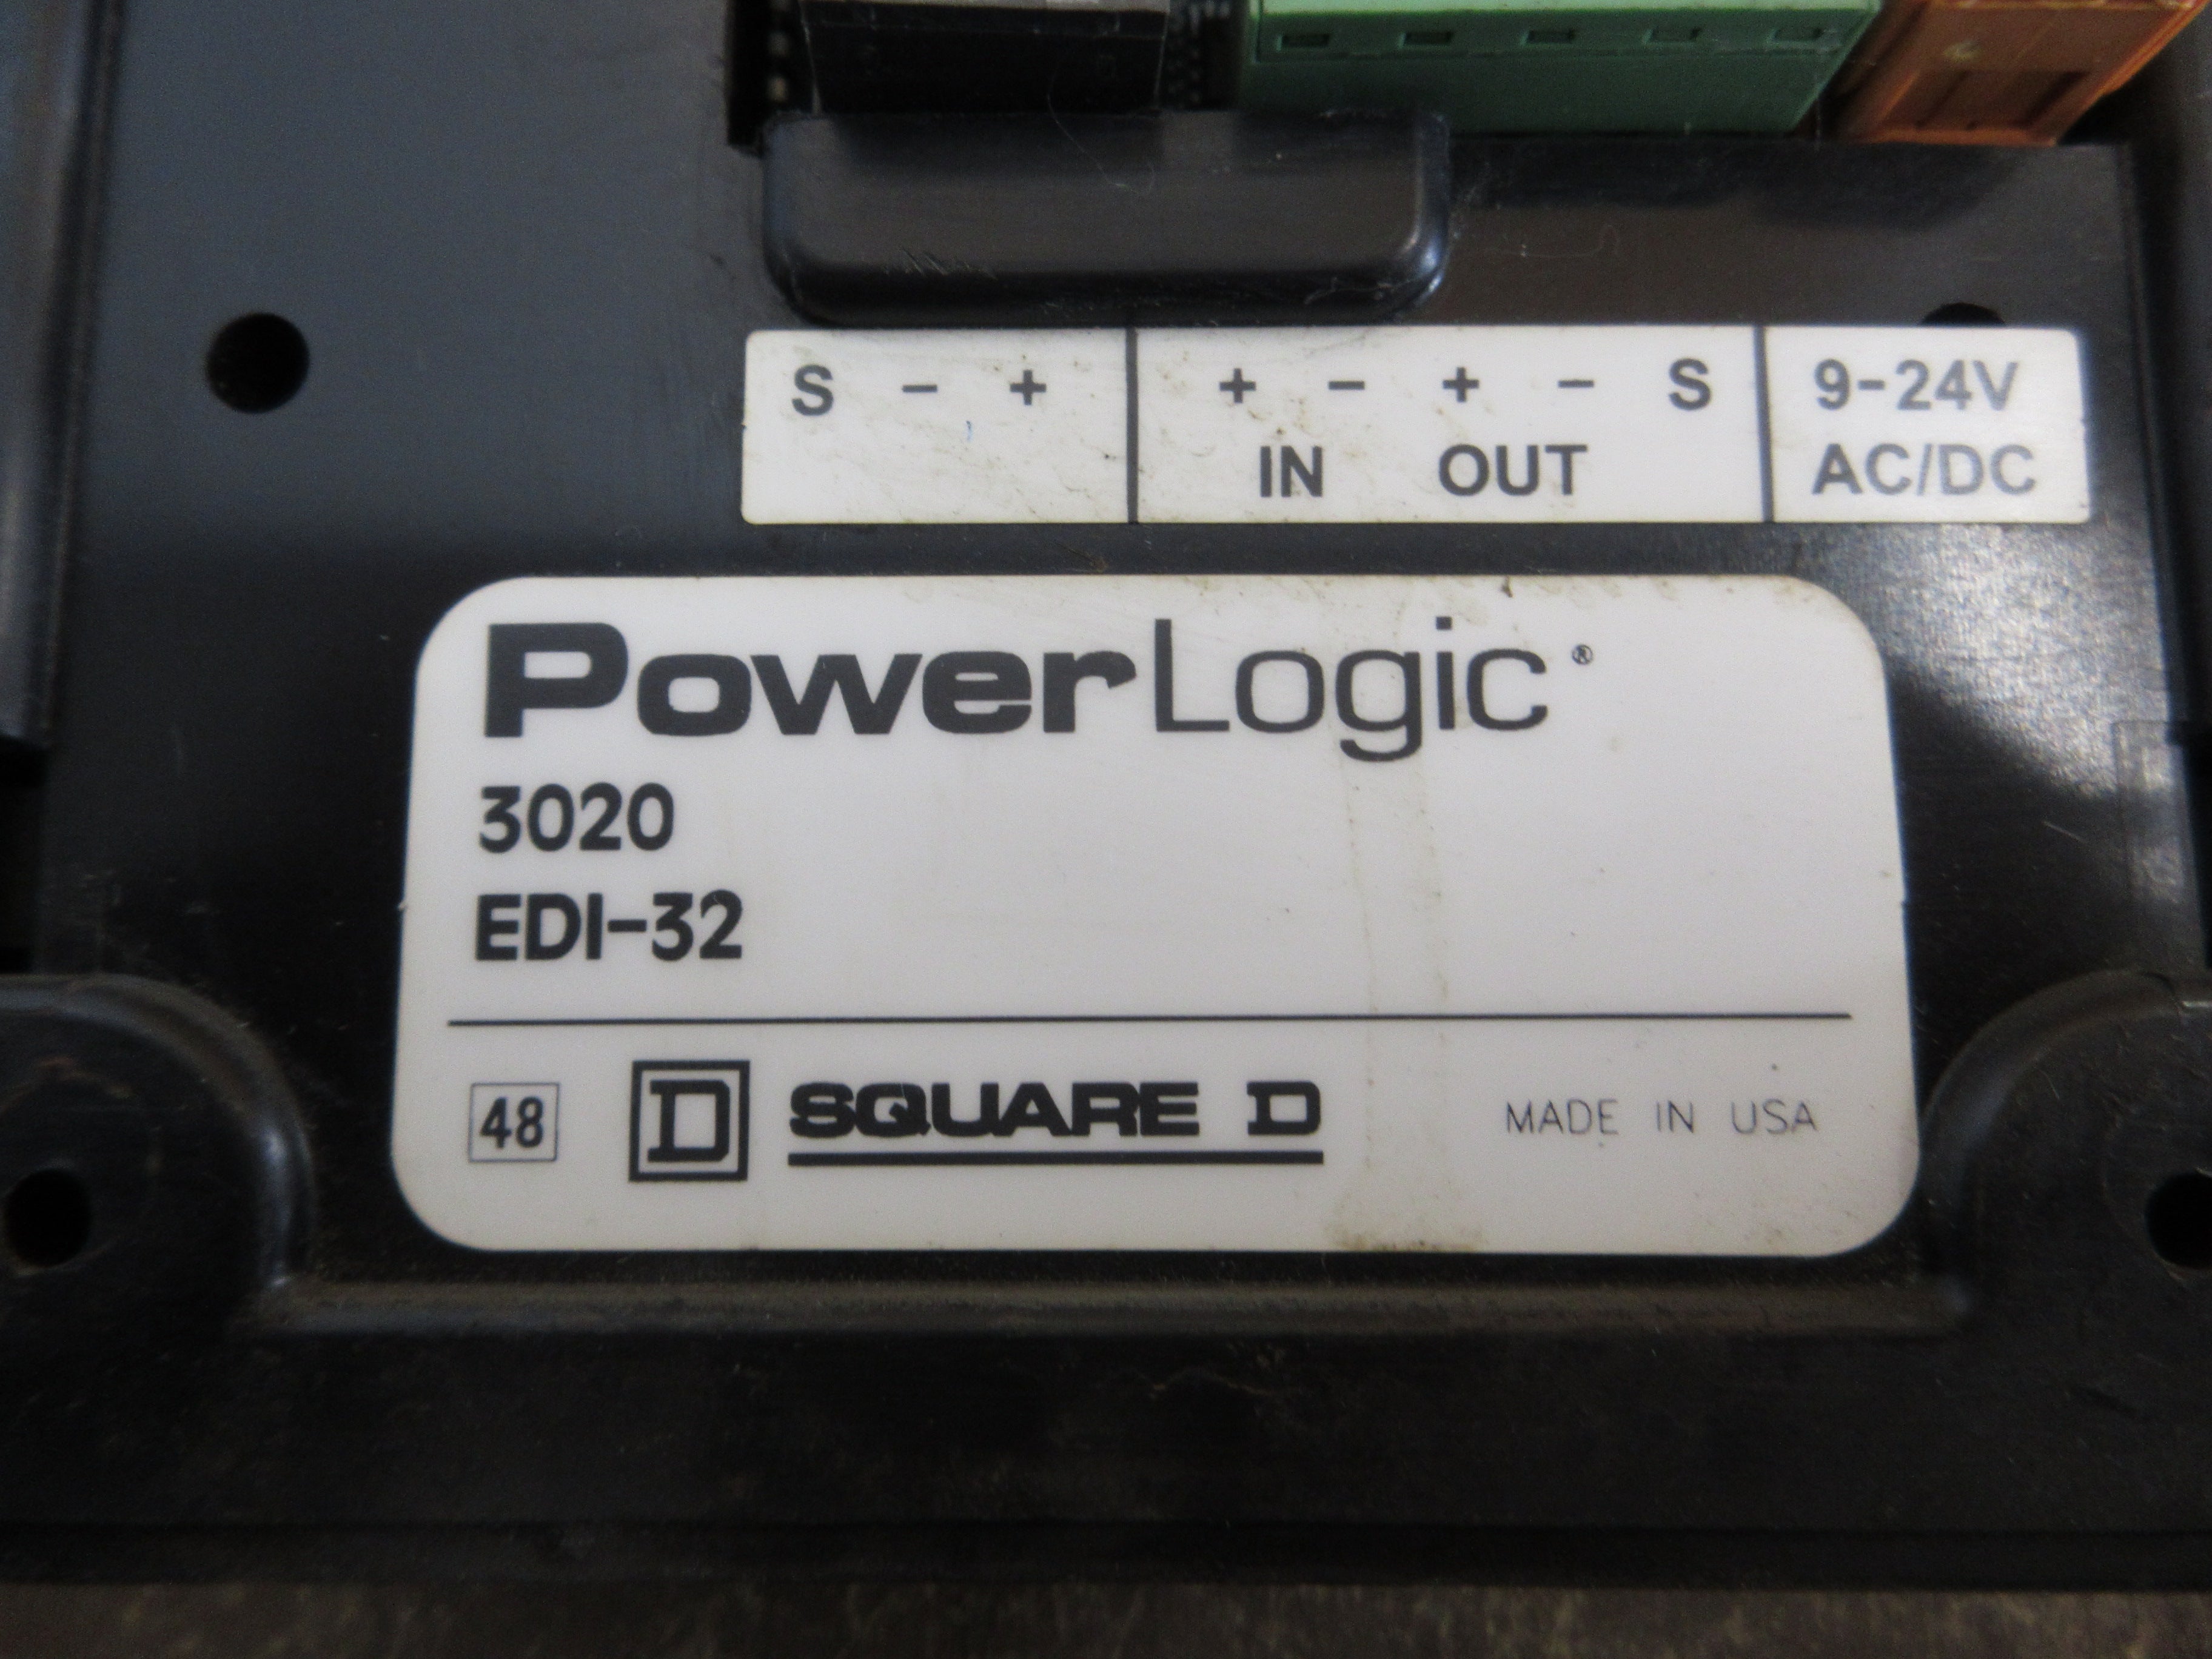 S - + + - + - S 9-24V
IN OUT AC/DC
PowerLogic®
3020
EDI-32
48 D SQUARE D MADE IN USA